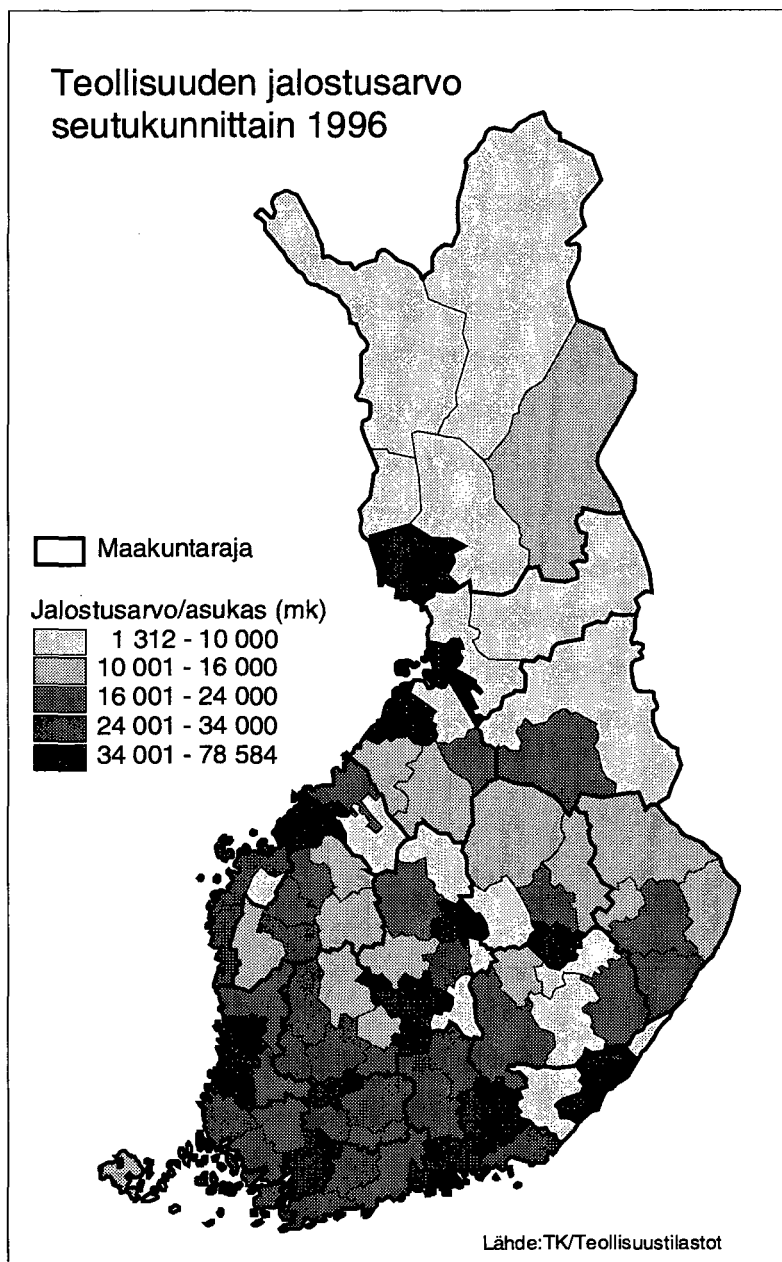 Teollisuuden jalostusarvo
seutukunnittain 1996
Maakuntaraja
Jalostusarvo/asukas (mk)
1 312 - 10 000
10 001 - 16 000
16 001 - 24 000
24 001 - 34 000
34 001 - 78 584
Lähde:TK/Teollisuustilastot